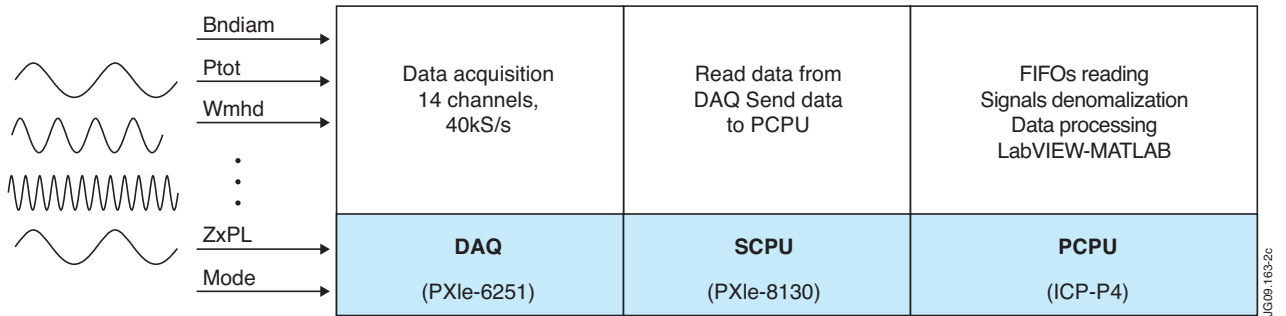 Bndiam
Ptot
Wmhd
ZxPL
Mode
Data acquisition
14 channels,
40kS/s
Read data from
DAQ Send data
to PCPU
FIFOs reading
Signals denomalization
Data processing
LabVIEW-MATLAB
DAQ
(PXIe-6251)
SCPU
(PXIe-8130)
PCPU
(ICP-P4)
JG09.163-2c